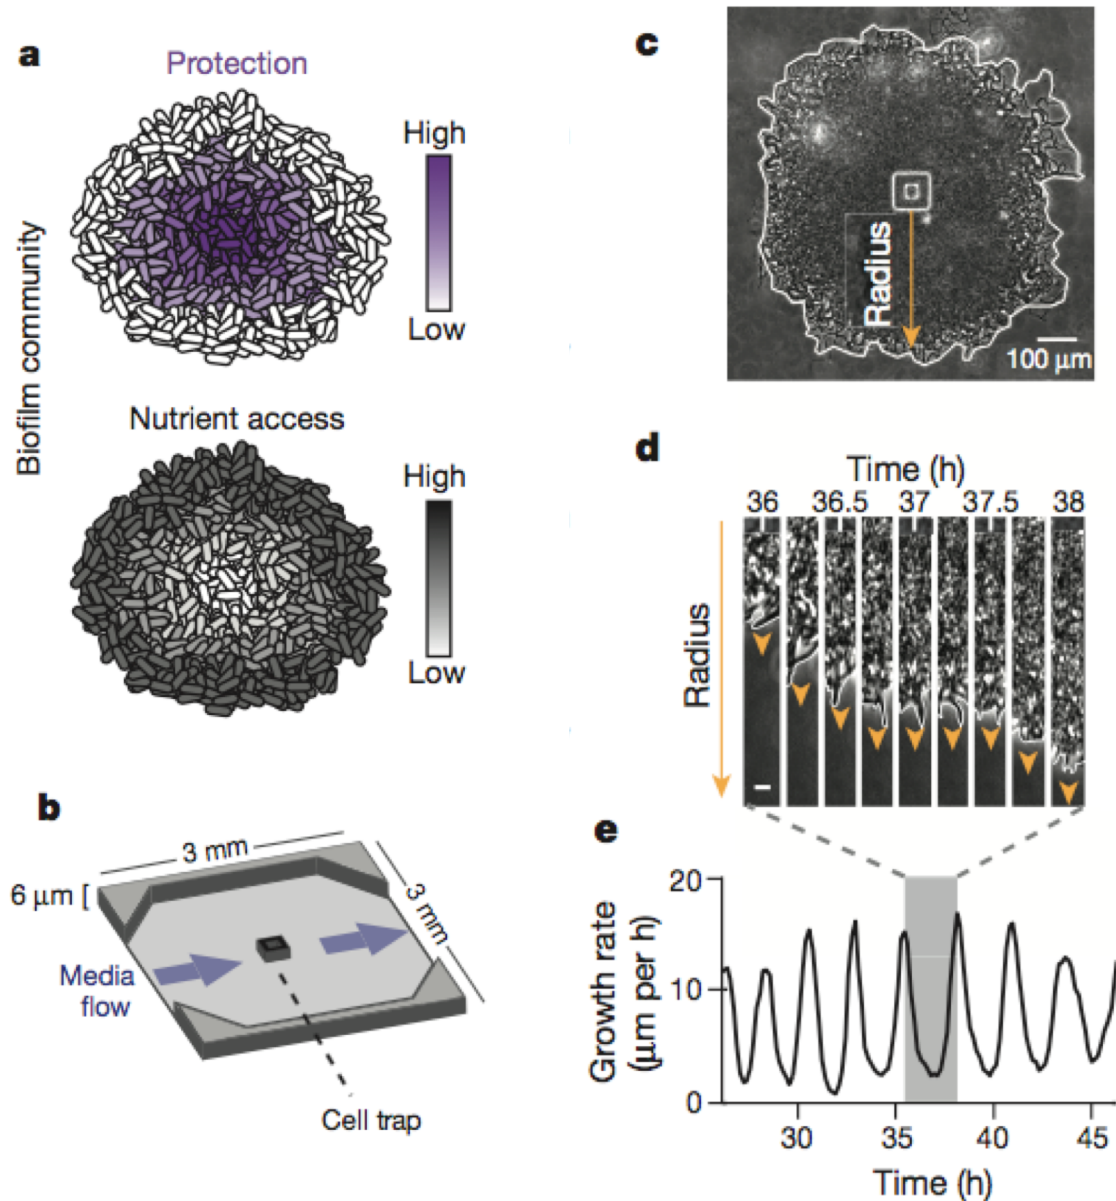 a
Protection
High
Low
Biofilm community
Nutrient access
High
Low
b
3 mm
3 mm
6 μm [
Media
flow
Cell trap
c
Radius
100 μm
d
Time (h)
36 36.5 37 37.5 38
Radius
e
Growth rate
(μm per h)
20
10
0
30 35 40 45
Time (h)